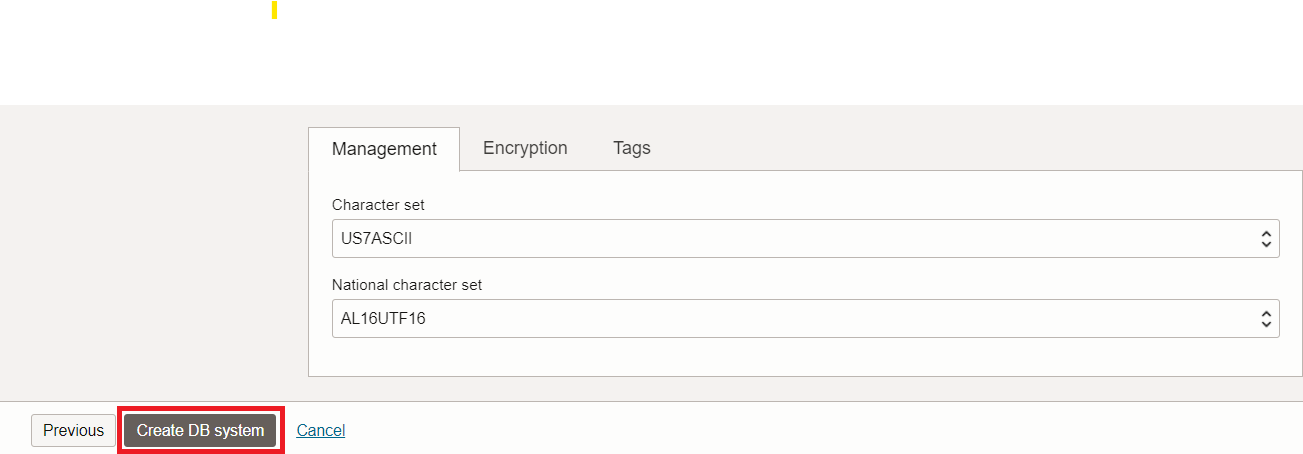 Management Encryption Tags
Character set
US7ASCII
National character set
AL16UTF16
Previous Create DB system Cancel